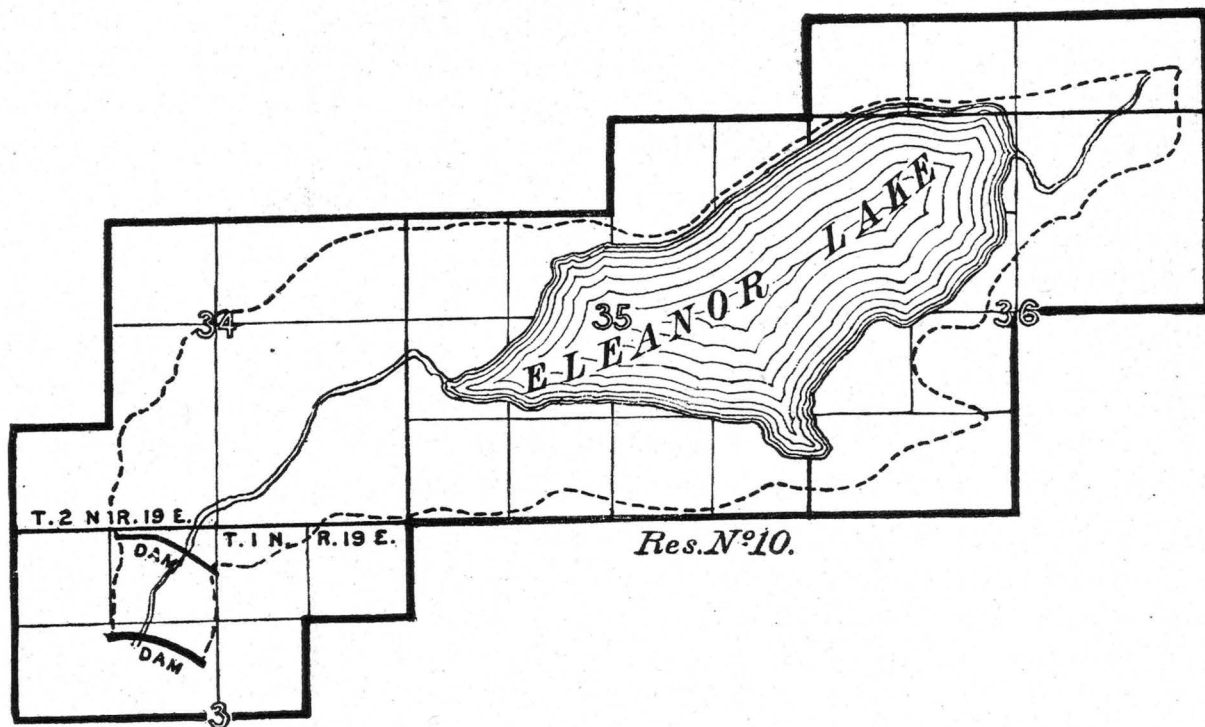 ELEANOR LAKE
34
35
36
T. 2 N R. 19 E.
T. 1 N. R. 19 E.
DAM
Res. Nº 10.
DAM
3